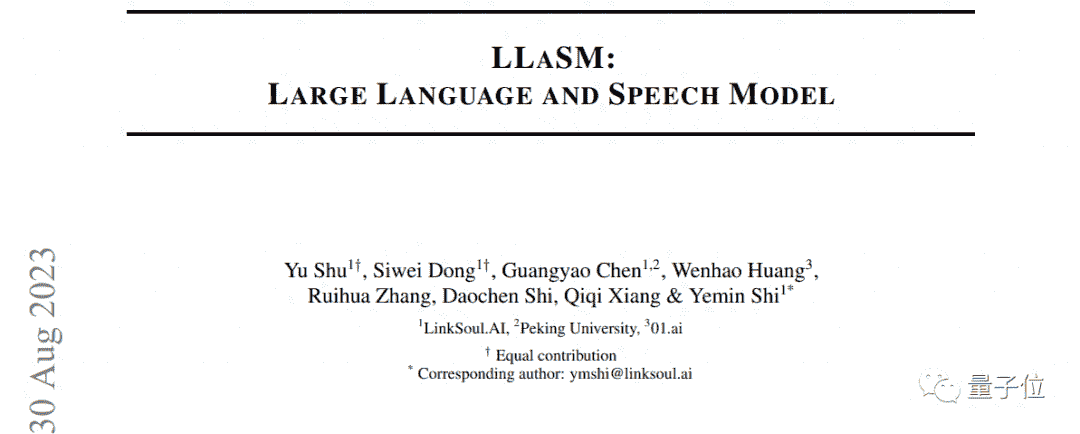 LLASM:
LARGE LANGUAGE AND SPEECH MODEL
Yu Shu1†, Siwei Dong1†, Guangyao Chen1,2, Wenhao Huang3,
Ruihua Zhang, Daochen Shi, Qiqi Xiang & Yemin Shi1*
1LinkSoul.AI, 2Peking University, 301.ai
† Equal contribution
* Corresponding author: ymshi@linksoul.ai
30 Aug 2023
量子位